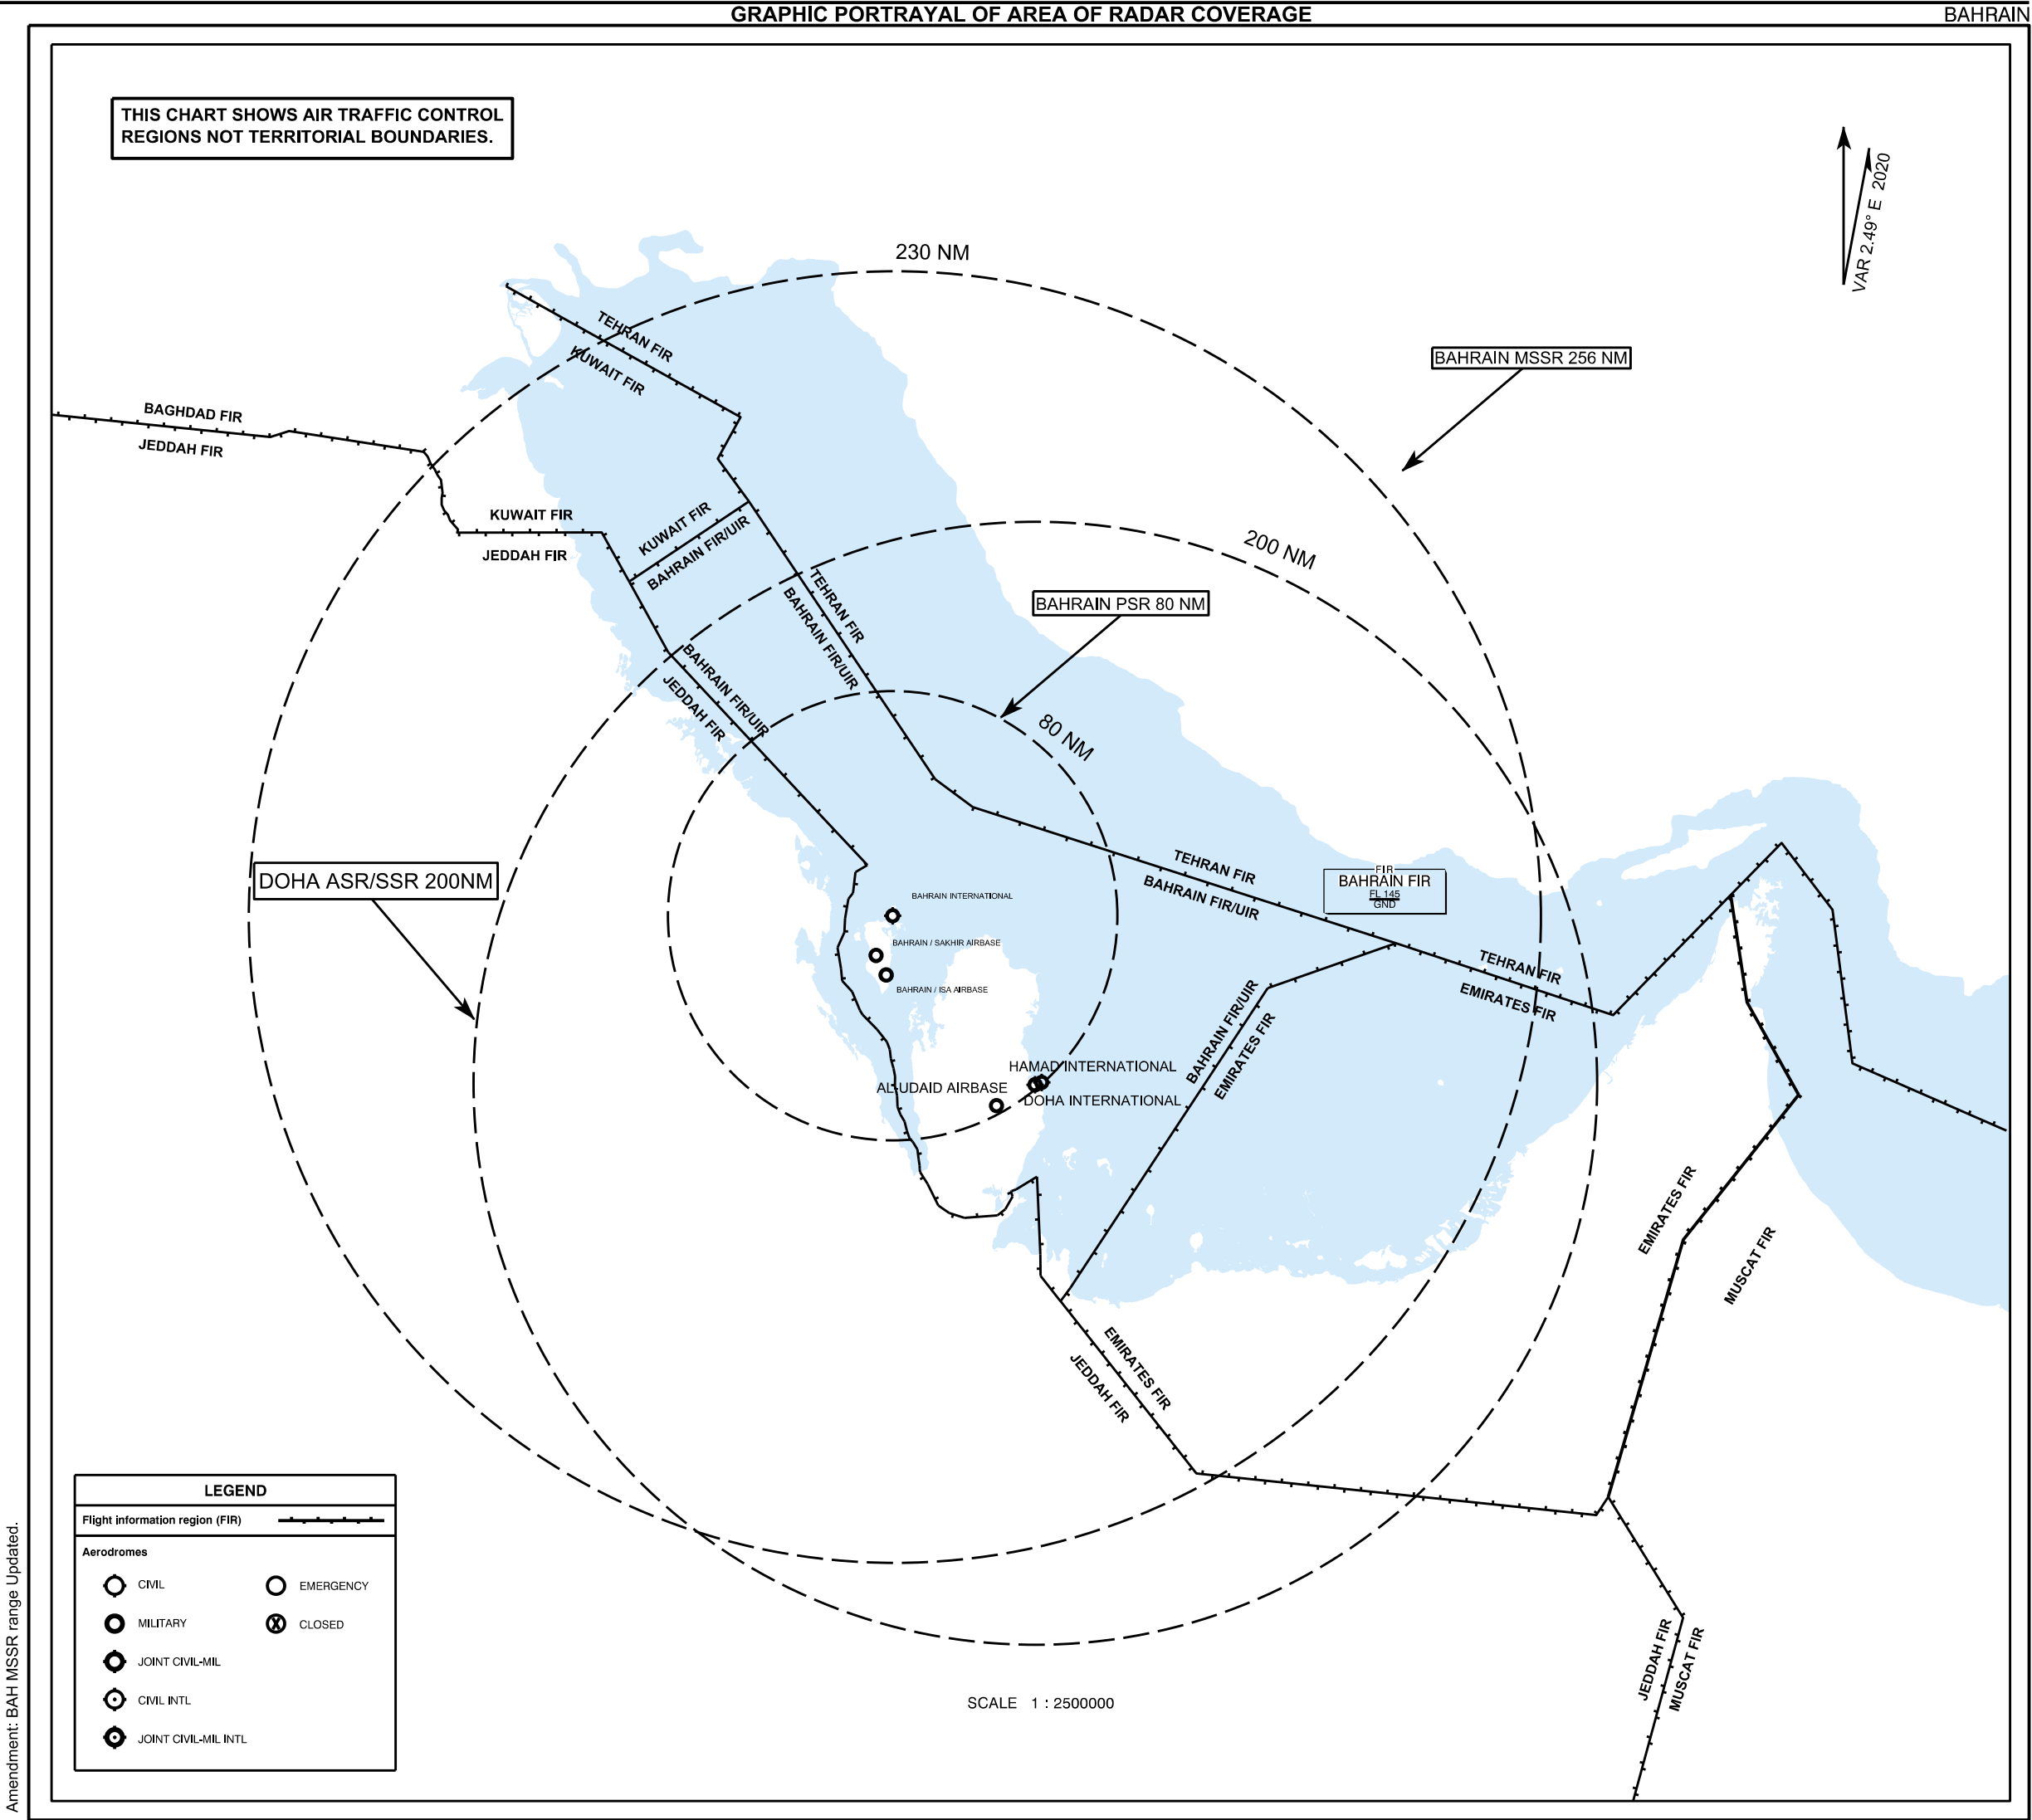 GRAPHIC PORTRAYAL OF AREA OF RADAR COVERAGE
BAHRAIN
THIS CHART SHOWS AIR TRAFFIC CONTROL
REGIONS NOT TERRITORIAL BOUNDARIES.
VAR 2.49° E 2020
230 NM
TEHRAN FIR
KUWAIT FIR
BAHRAIN MSSR 256 NM
BAGHDAD FIR
JEDDAH FIR
KUWAIT FIR
JEDDAH FIR
KUWAIT FIR
BAHRAIN FIR/UIR
200 NM
TEHRAN FIR
BAHRAIN FIR/UIR
BAHRAIN PSR 80 NM
BAHRAIN FIR/UIR
JEDDAH FIR
80 NM
DOHA ASR/SSR 200NM
TEHRAN FIR
BAHRAIN FIR/UIR
FIR
BAHRAIN FIR
FL 145
GND
BAHRAIN INTERNATIONAL
BAHRAIN / SAKHIR AIRBASE
BAHRAIN / ISA AIRBASE
TEHRAN FIR
EMIRATES FIR
BAHRAIN FIR/UIR
EMIRATES FIR
HAMAD INTERNATIONAL
AL-UDAID AIRBASE
DOHA INTERNATIONAL
EMIRATES FIR
MUSCAT FIR
EMIRATES FIR
JEDDAH FIR
JEDDAH FIR
MUSCAT FIR
SCALE 1 : 2500000
LEGEND
Flight information region (FIR)
Aerodromes
CIVIL
EMERGENCY
MILITARY
X CLOSED
JOINT CIVIL-MIL
CIVIL INTL
JOINT CIVIL-MIL INTL
Amendment: BAH MSSR range Updated.